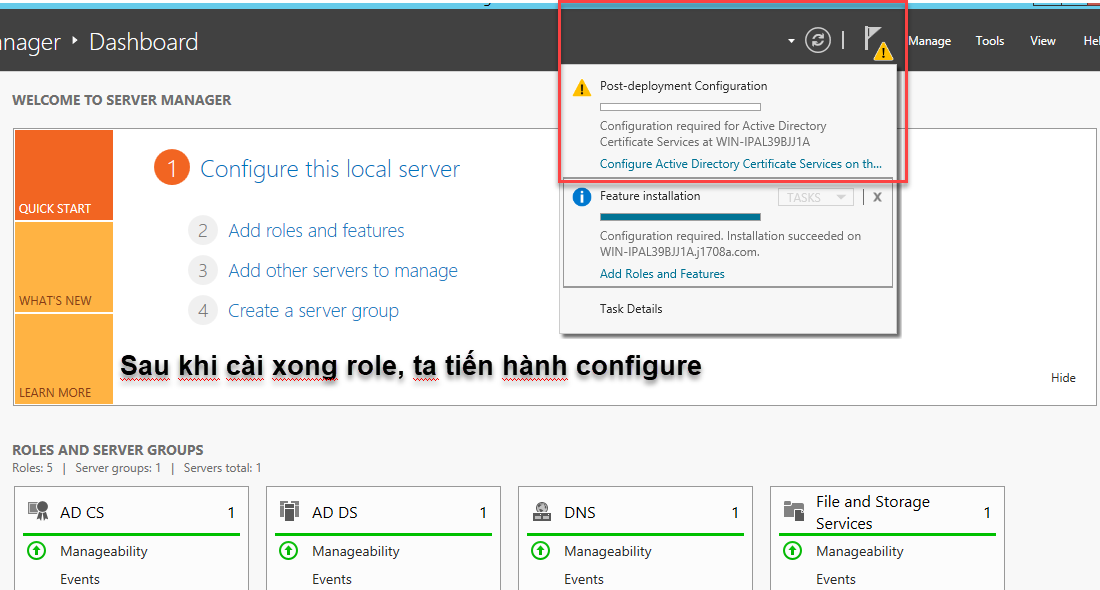 Dashboard
Manage
Tools
View
WELCOME TO SERVER MANAGER
QUICK START
WHAT'S NEW
LEARN MORE
1 Configure this local server
2 Add roles and features
3 Add other servers to manage
4 Create a server group
Post-deployment Configuration
Configuration required for Active Directory
Certificate Services at WIN-IPAL39BJJ1A
Configure Active Directory Certificate Services on th...
Feature installation
TASKS
X
Configuration required. Installation succeeded on
WIN-IPAL39BJJ1A.j1708a.com.
Add Roles and Features
Task Details
Sau khi cài xong role, ta tiến hành configure
Hide
ROLES AND SERVER GROUPS
Roles: 5 | Server groups: 1 | Servers total: 1
AD CS 1
Manageability
Events
AD DS 1
Manageability
Events
DNS 1
Manageability
Events
File and Storage
Services 1
Manageability
Events